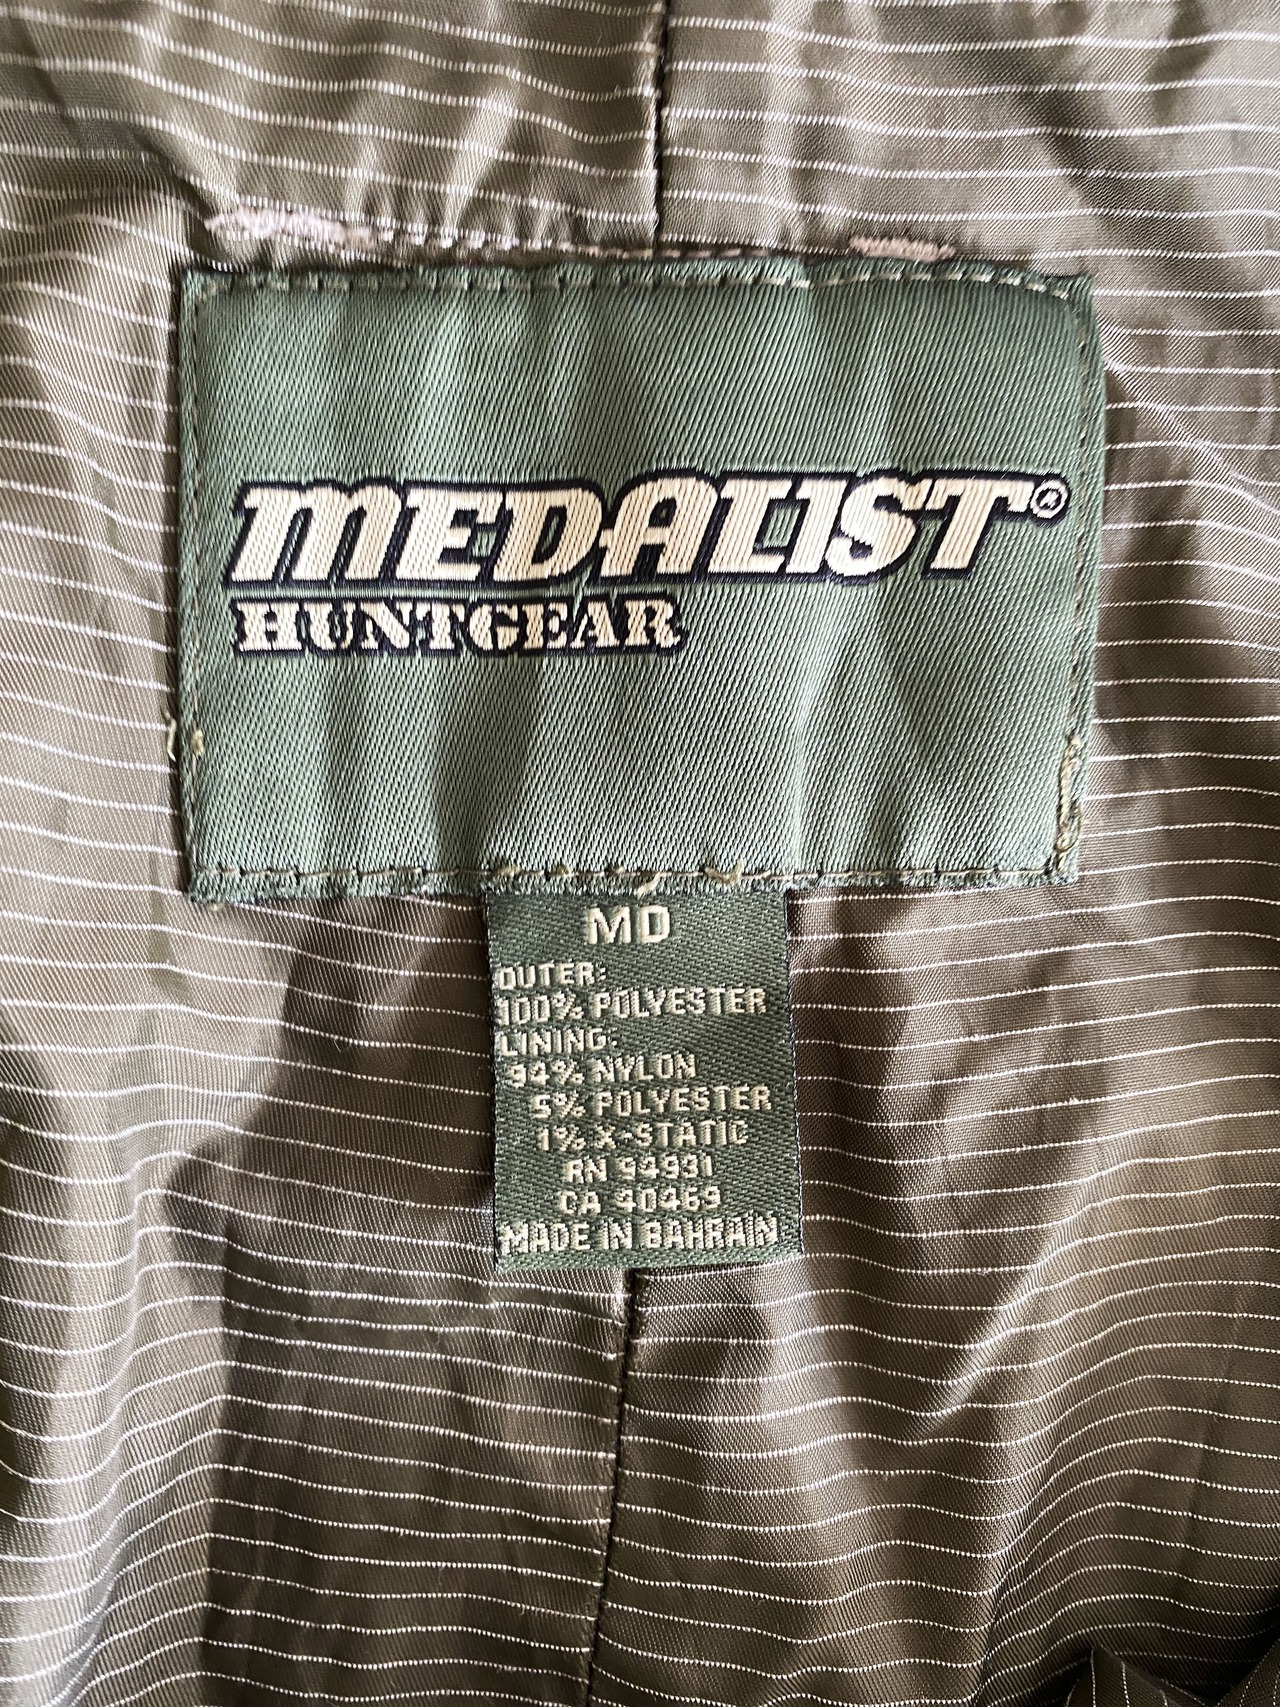 MEDALIST®
HUNTGEAR
MD
OUTER:
100% POLYESTER
LINING:
94% NYLON
5% POLYESTER
1% X-STATIC
RN 94931
CA 40469
MADE IN BAHRAIN